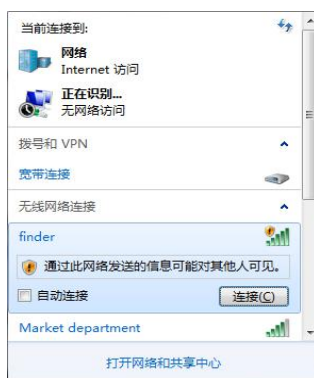 当前连接到:
网络
Internet 访问
正在识别...
无网络访问
拨号和 VPN
宽带连接
无线网络连接
finder
通过此网络发送的信息可能对其他人可见。
自动连接
连接(C)
Market department
打开网络和共享中心